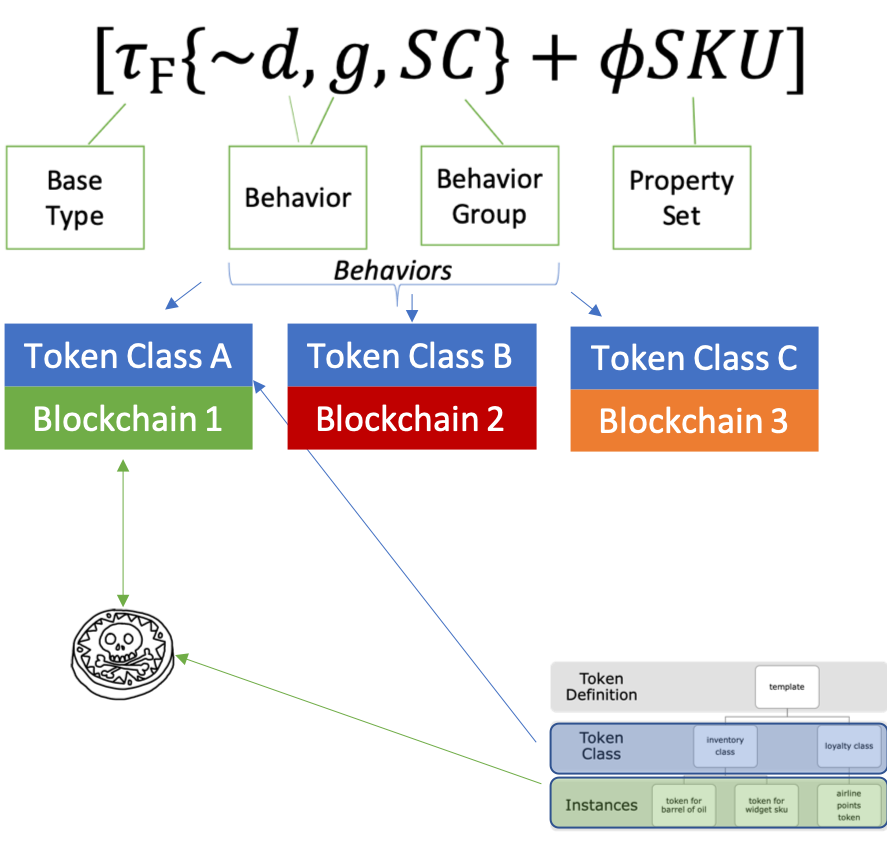 [τF{~d, g, SC} + ϕSKU]
Base
Type
Behavior
Behavior
Group
Property
Set
Behaviors
Token Class A
Blockchain 1
Token Class B
Blockchain 2
Token Class C
Blockchain 3
Token
Definition
template
Token
Class
inventory
class
loyalty class
Instances
token for
barrel of oil
token for
widget sku
airline
points
token